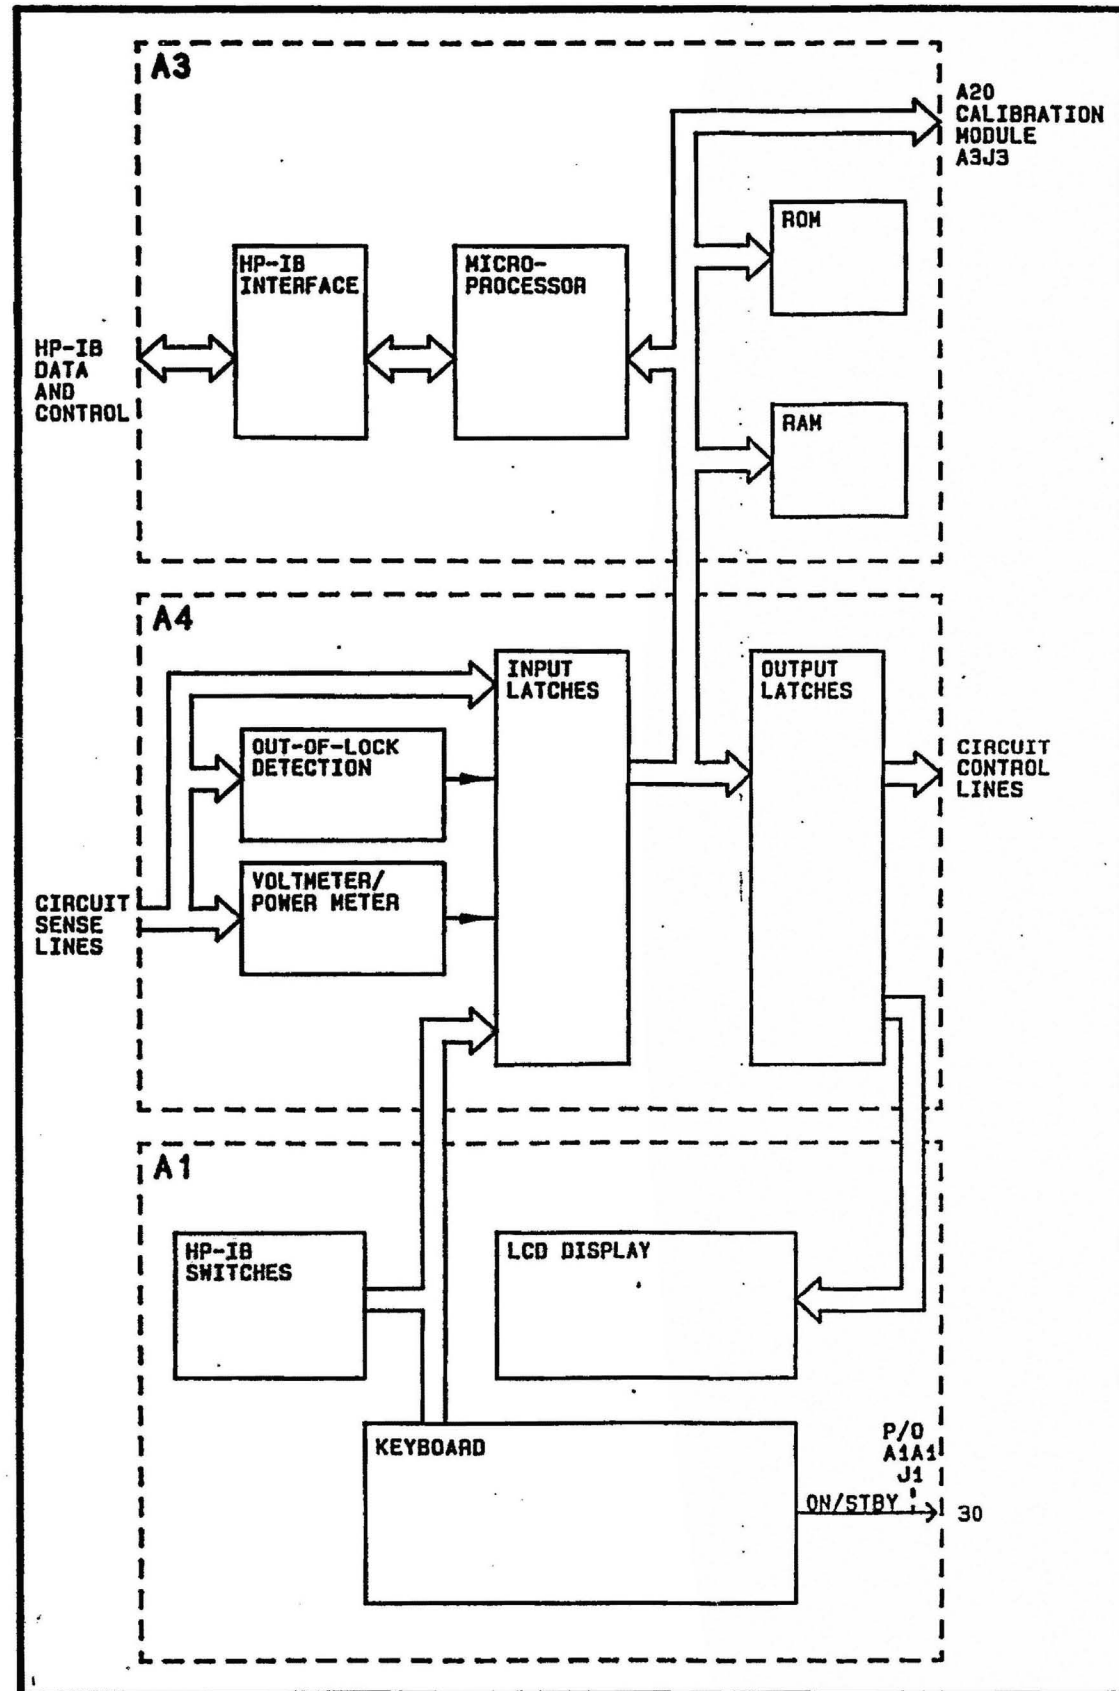 A3
A20
CALIBRATION
MODULE
A3J3
ROM
HP-IB
INTERFACE
MICRO-
PROCESSOR
HP-IB
DATA
AND
CONTROL
RAM
A4
INPUT
LATCHES
OUTPUT
LATCHES
OUT-OF-LOCK
DETECTION
CIRCUIT
CONTROL
LINES
VOLTMETER/
POWER METER
CIRCUIT
SENSE
LINES
A1
HP-IB
SWITCHES
LCD DISPLAY
KEYBOARD
P/O
A1A1
J1
ON/STBY
30